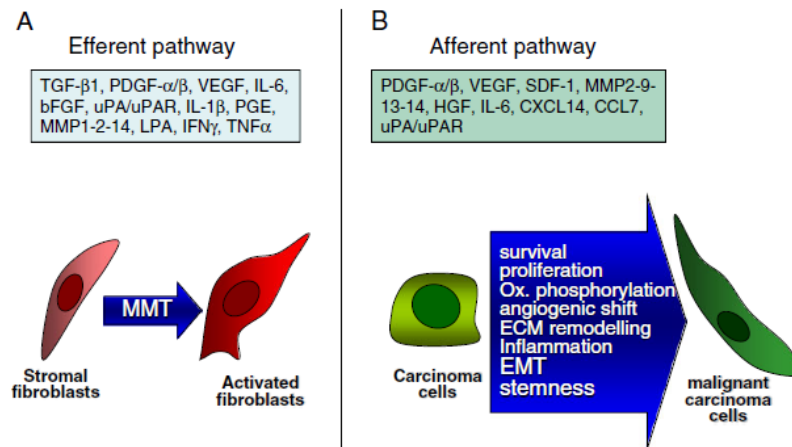 A
Efferent pathway
TGF-β1, PDGF-α/β, VEGF, IL-6,
bFGF, uPA/uPAR, IL-1β, PGE,
MMP1-2-14, LPA, IFNγ, TNFα
MMT
Stromal
fibroblasts
Activated
fibroblasts
B
Afferent pathway
PDGF-α/β, VEGF, SDF-1, MMP2-9-
13-14, HGF, IL-6, CXCL14, CCL7,
uPA/uPAR
survival
proliferation
Ox. phosphorylation
angiogenic shift
ECM remodelling
Inflammation
EMT
stemness
Carcinoma
cells
malignant
carcinoma
cells